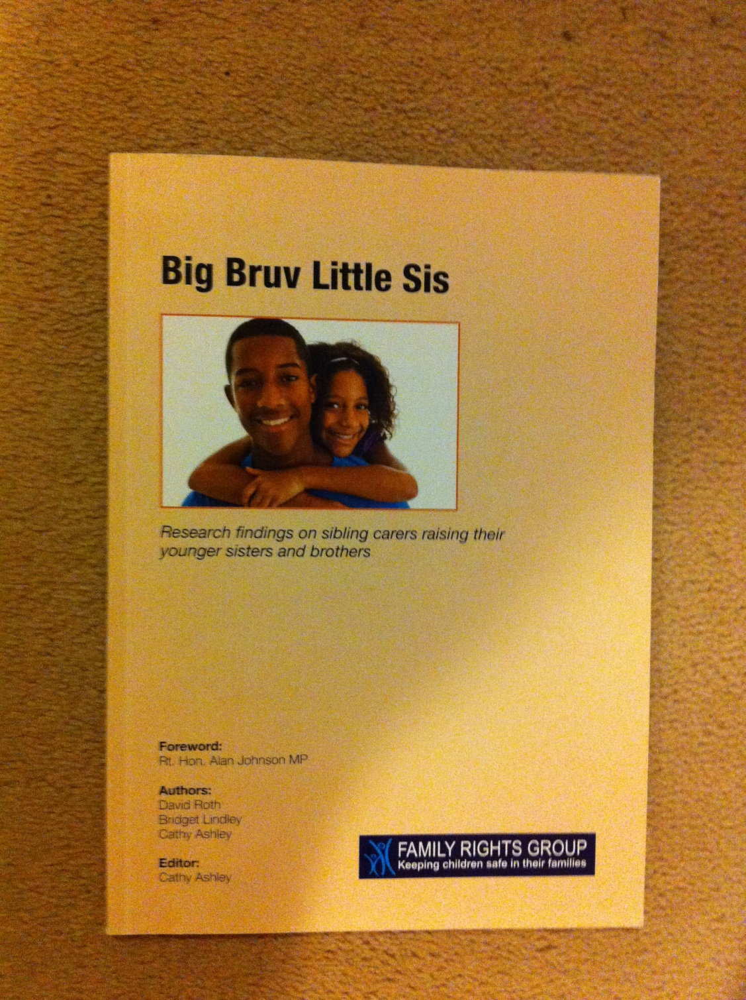 Big Bruv Little Sis
Research findings on sibling carers raising their
younger sisters and brothers
Foreword:
Rt. Hon. Alan Johnson MP
Authors:
David Roth
Bridget Lindley
Cathy Ashley
Editor:
Cathy Ashley
FAMILY RIGHTS GROUP
Keeping children safe in their families